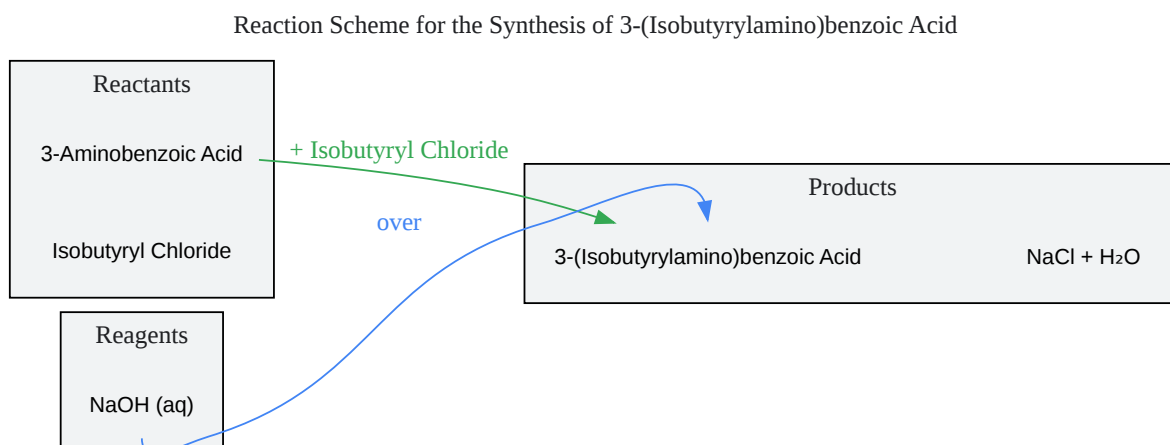 Reaction Scheme for the Synthesis of 3-(Isobutyrylamino)benzoic Acid
Reactants
3-Aminobenzoic Acid
+ Isobutyryl Chloride
Isobutyryl Chloride
over
Products
3-(Isobutyrylamino)benzoic Acid
NaCl + H₂O
Reagents
NaOH (aq)